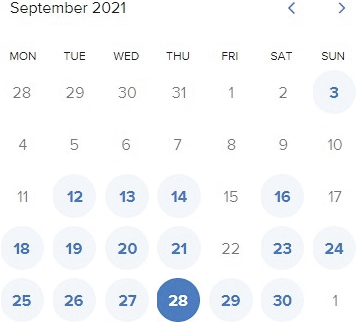 September 2021
MON TUE WED THU FRI SAT SUN
28 29 30 31 1 2 3
4 5 6 7 8 9 10
11 12 13 14 15 16 17
18 19 20 21 22 23 24
25 26 27 28 29 30 1